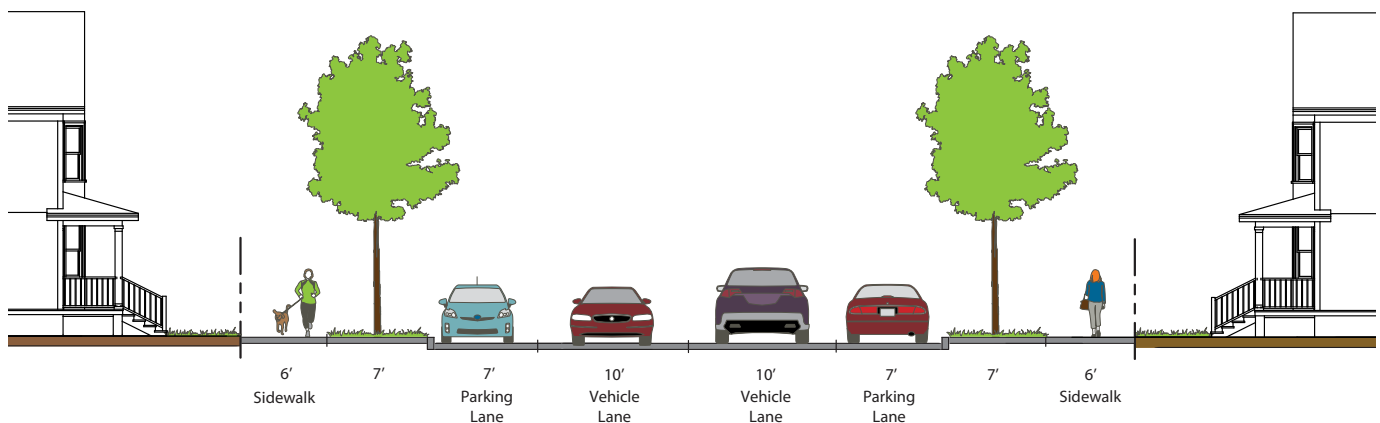 6’ 7’ 7’ 10’ 10’ 7’ 7’ 6’
Sidewalk Parking Vehicle Vehicle Parking Sidewalk
Lane Lane Lane Lane